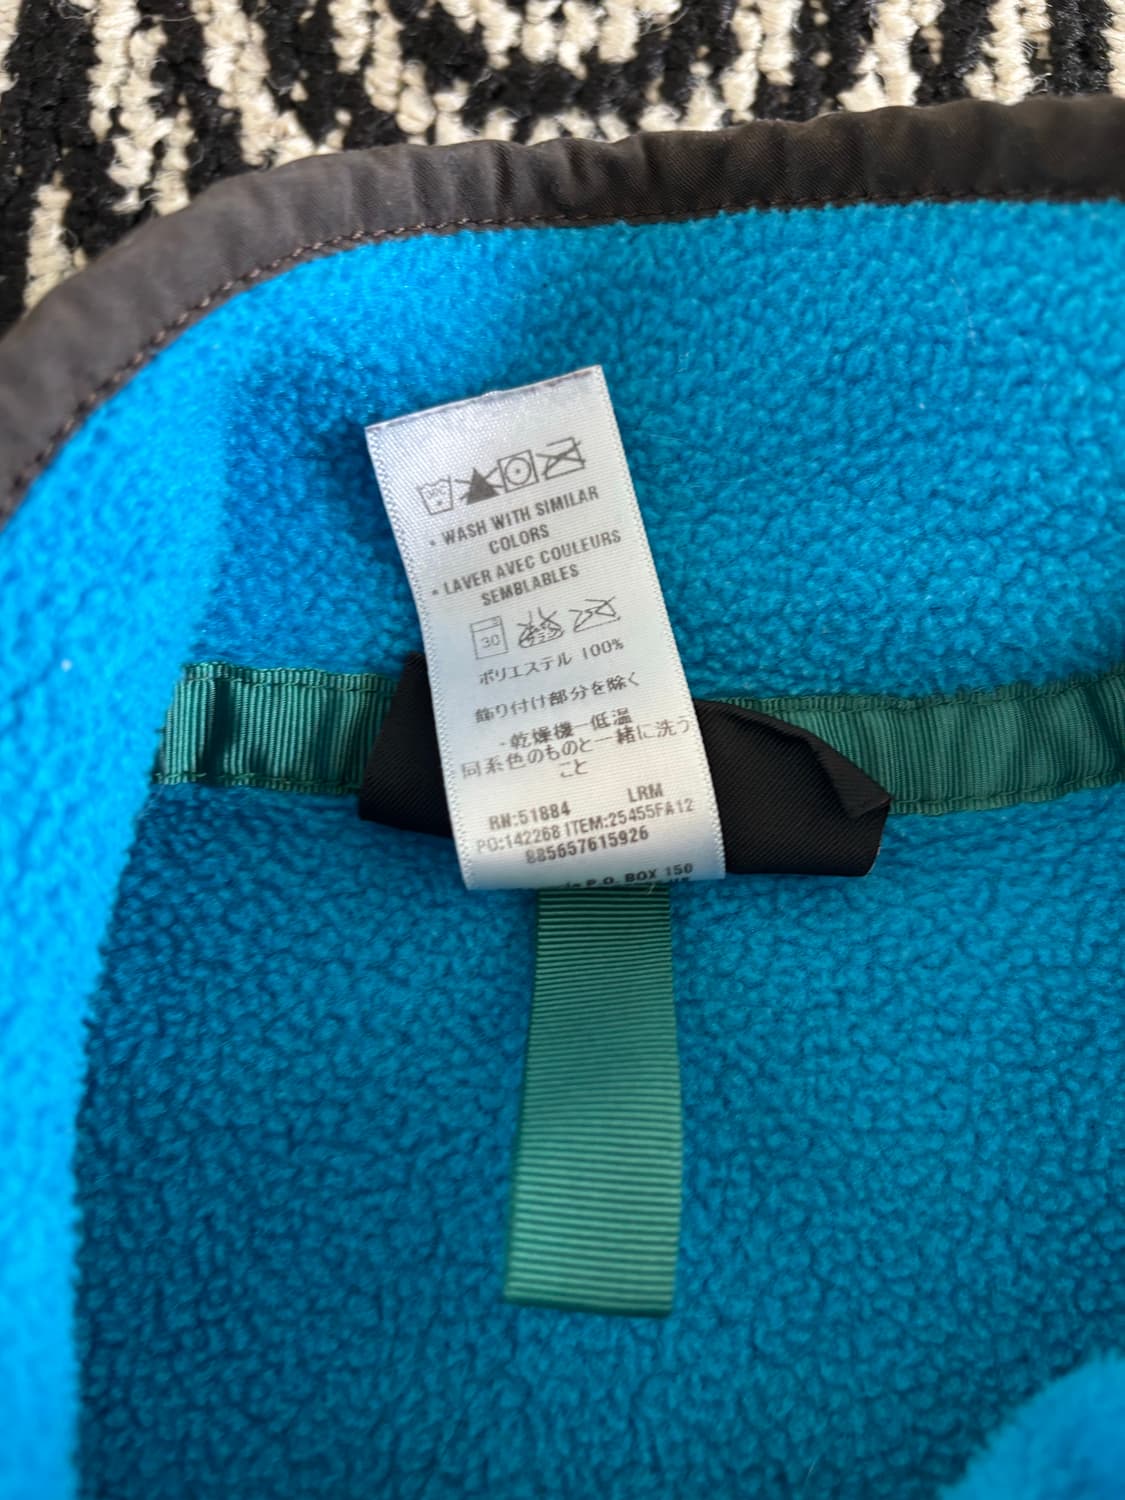 • WASH WITH SIMILAR
COLORS
• LAVER AVEC COULEURS
SEMBLABLES
30
ポリエステル 100%
飾り付け部分を除く
-乾燥機一低温
同系色のものと一緒に洗う
こと
RN:51884 LRM
PO:142268 ITEM:25455FA12
885657615926
P.O. BOX 150